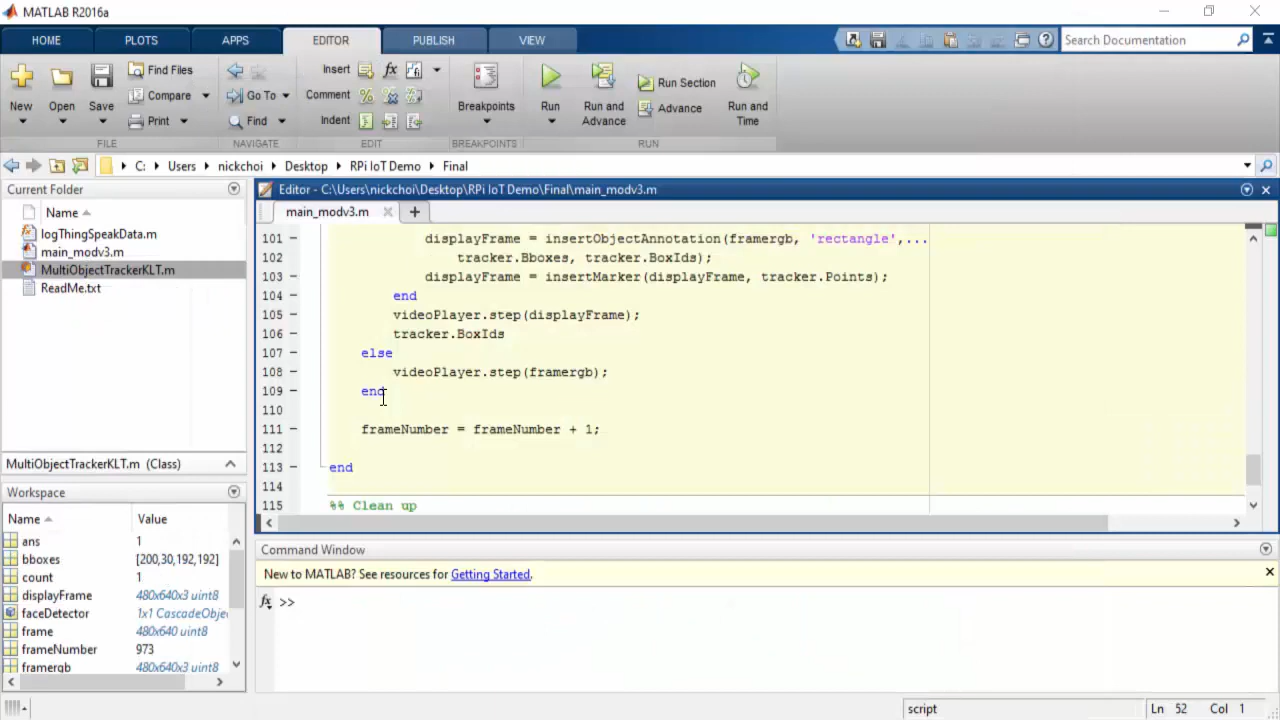 MATLAB R2016a
HOME PLOTS APPS EDITOR PUBLISH VIEW Search Documentation
New Open Save Find Files Compare Print
Go To Find
Insert fx Comment Indent
Breakpoints
Run Run and Advance Run Section Advance Run and Time
FILE NAVIGATE EDIT BREAKPOINTS RUN
C: Users nickchoi Desktop RPi IoT Demo Final
Current Folder
Name
logThingSpeakData.m
main_modv3.m
MultiObjectTrackerKLT.m
ReadMe.txt
MultiObjectTrackerKLT.m (Class)
Workspace
Name Value
ans 1
bboxes [200,30,192,192]
count 1
displayFrame 480x640x3 uint8
faceDetector 1x1 CascadeObje
frame 480x640 uint8
frameNumber 973
framergb 480x640x3 uint8
Editor - C:\Users\nickchoi\Desktop\RPi IoT Demo\Final\main_modv3.m
main_modv3.m
101 – displayFrame = insertObjectAnnotation(framergb, 'rectangle',...
102 – tracker.Bboxes, tracker.BoxIds);
103 – displayFrame = insertMarker(displayFrame, tracker.Points);
104 – end
105 – videoPlayer.step(displayFrame);
106 – tracker.BoxIds
107 – else
108 – videoPlayer.step(framergb);
109 – end
110
111 – frameNumber = frameNumber + 1;
112
113 – end
114
115 %% Clean up
Command Window
New to MATLAB? See resources for Getting Started.
fx >>
script Ln 52 Col 1